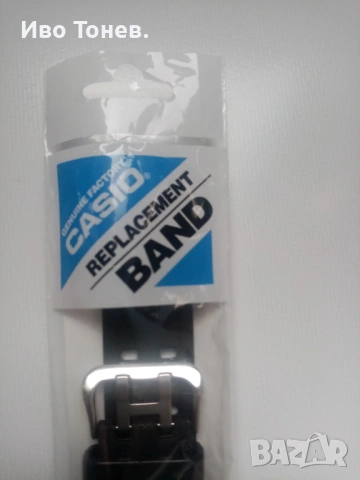 Иво Тонев.
GENUINE FACTORY
CASIO®
REPLACEMENT
BAND
bazar